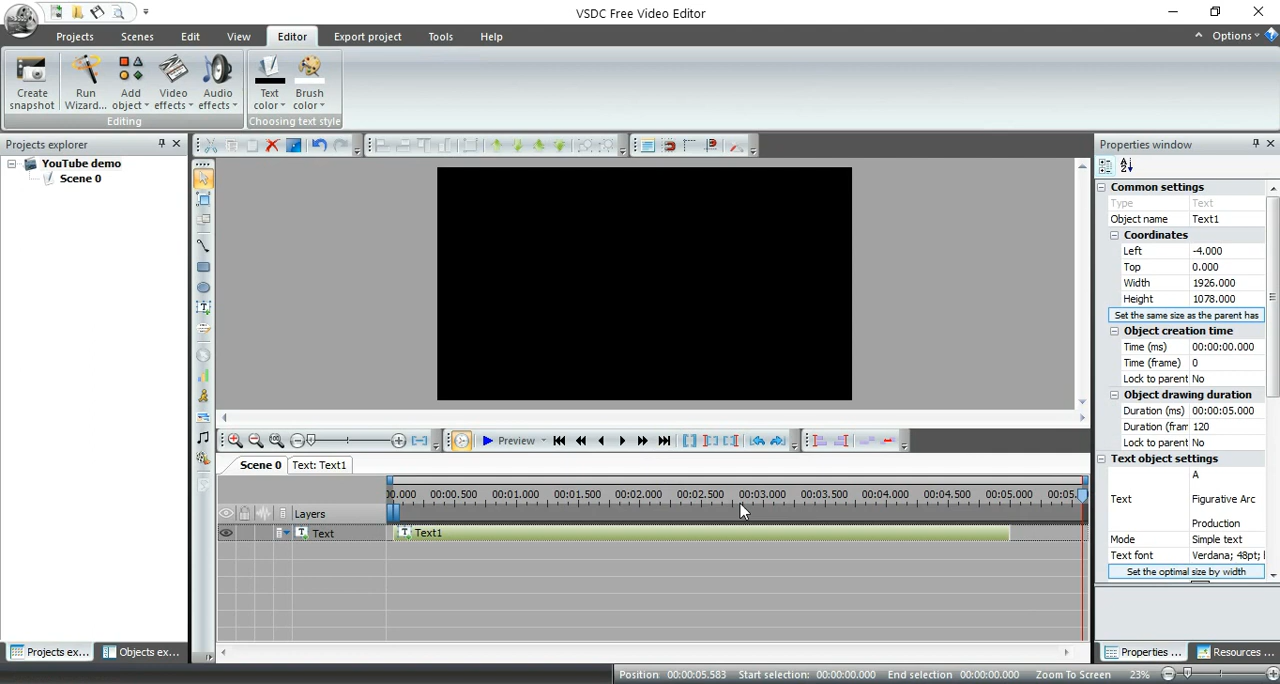 VSDC Free Video Editor
Projects Scenes Edit View Editor Export project Tools Help Options
Create snapshot
Run Wizard...
Add object
Video effects
Audio effects
Text color
Brush color
Editing
Choosing text style
Projects explorer
YouTube demo
Scene 0
Properties window
Common settings
Type Text
Object name Text1
Coordinates
Left -4.000
Top 0.000
Width 1926.000
Height 1078.000
Set the same size as the parent has
Object creation time
Time (ms) 00:00:00.000
Time (frame) 0
Lock to parent No
Object drawing duration
Duration (ms) 00:00:05.000
Duration (fram 120
Lock to parent No
Text object settings
A
Text Figurative Arc
Production
Mode Simple text
Text font Verdana; 48pt;
Set the optimal size by width
Preview
Scene 0 Text: Text1
00.000 00:00.500 00:01.000 00:01.500 00:02.000 00:02.500 00:03.000 00:03.500 00:04.000 00:04.500 00:05.000 00:05.
Layers
T Text T Text1
Projects ex... Objects ex...
Properties ... Resources ...
Position: 00:00:05.583 Start selection: 00:00:00.000 End selection: 00:00:00.000 Zoom To Screen 23%